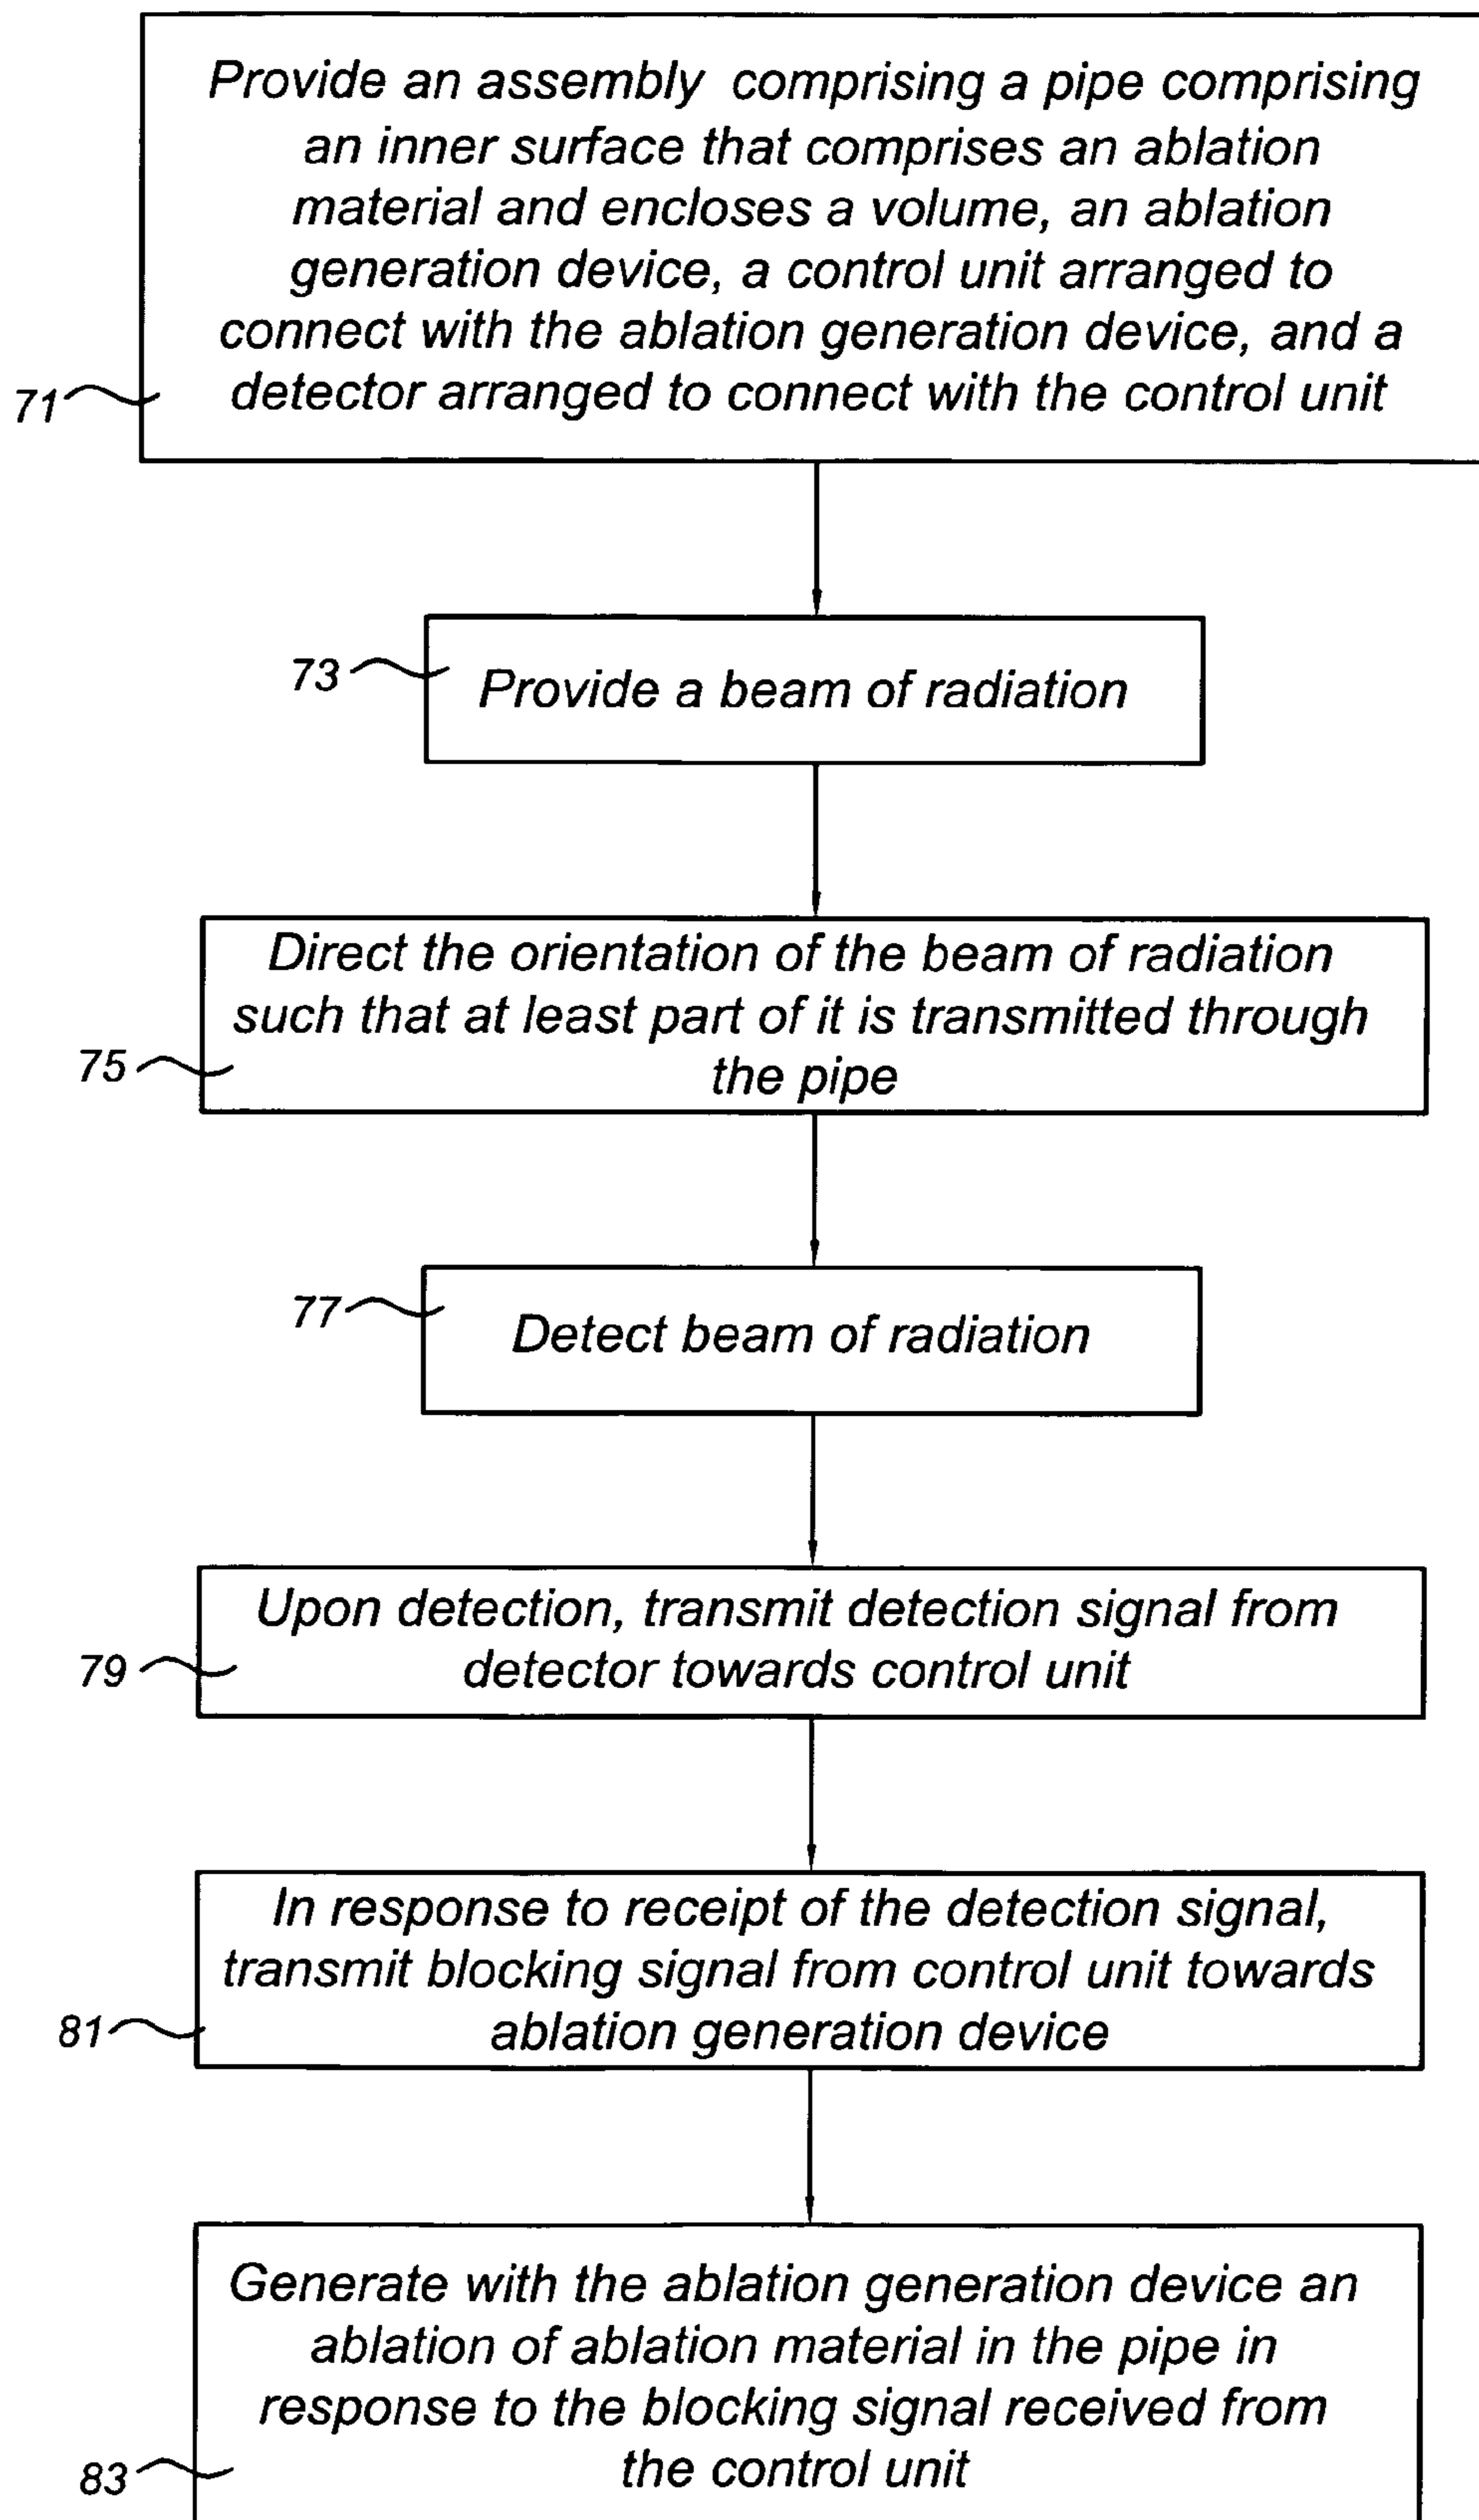 Provide an assembly comprising a pipe comprising
an inner surface that comprises an ablation
material and encloses a volume, an ablation
generation device, a control unit arranged to
connect with the ablation generation device, and a
detector arranged to connect with the control unit
71
73
Provide a beam of radiation
Direct the orientation of the beam of radiation
such that at least part of it is transmitted through
the pipe
75
77
Detect beam of radiation
Upon detection, transmit detection signal from
detector towards control unit
79
In response to receipt of the detection signal,
transmit blocking signal from control unit towards
ablation generation device
81
Generate with the ablation generation device an
ablation of ablation material in the pipe in
response to the blocking signal received from
the control unit
83